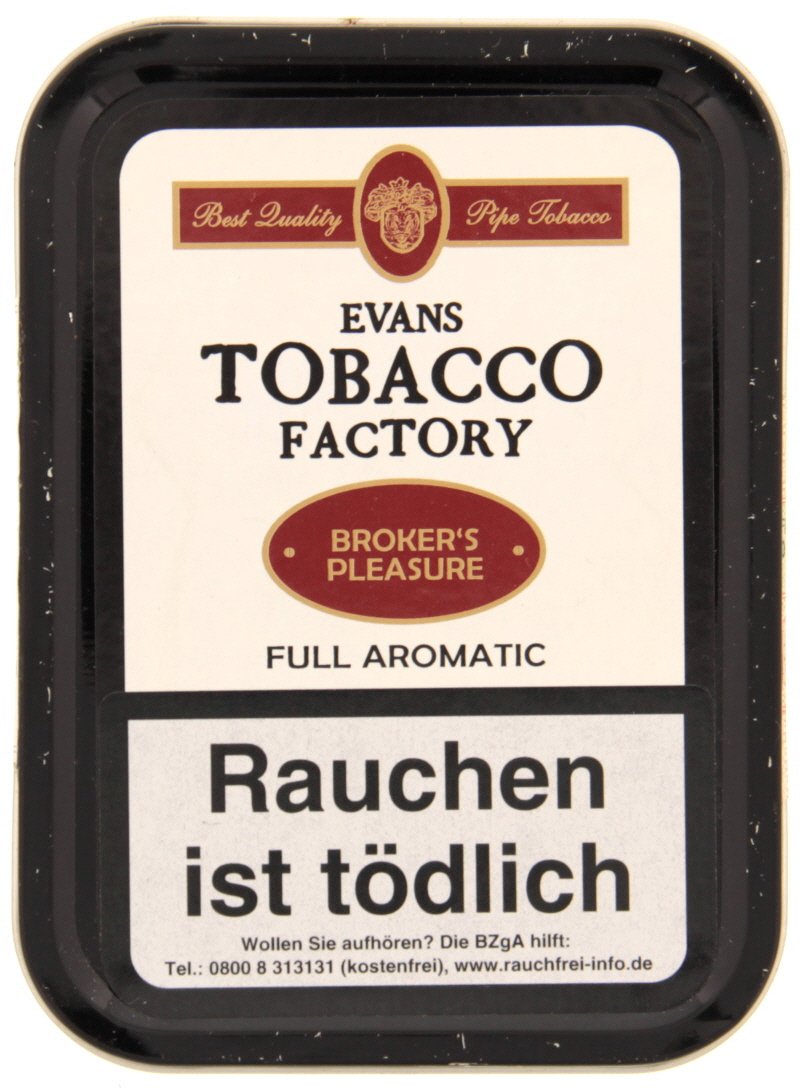 Best Quality Pipe Tobacco
EVANS
TOBACCO
FACTORY
BROKER'S
PLEASURE
FULL AROMATIC
Rauchen
ist tödlich
Wollen Sie aufhören? Die BZgA hilft:
Tel.: 0800 8 313131 (kostenfrei), www.rauchfrei-info.de